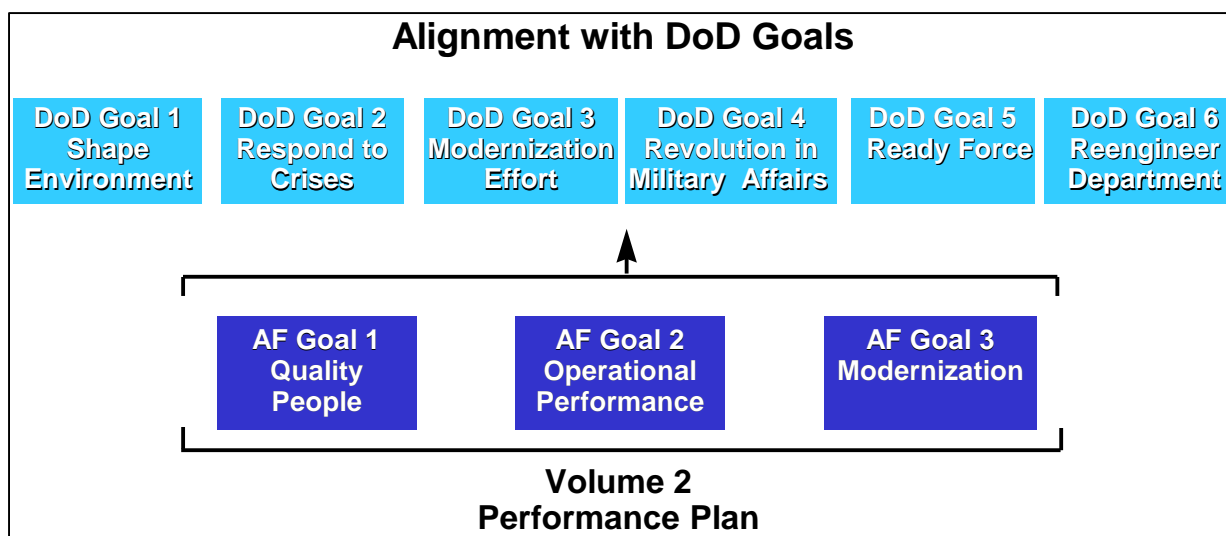 Alignment with DoD Goals
DoD Goal 1
Shape
Environment
DoD Goal 2
Respond to
Crises
DoD Goal 3
Modernization
Effort
DoD Goal 4
Revolution in
Military Affairs
DoD Goal 5
Ready Force
DoD Goal 6
Reengineer
Department
AF Goal 1
Quality
People
AF Goal 2
Operational
Performance
AF Goal 3
Modernization
Volume 2
Performance Plan